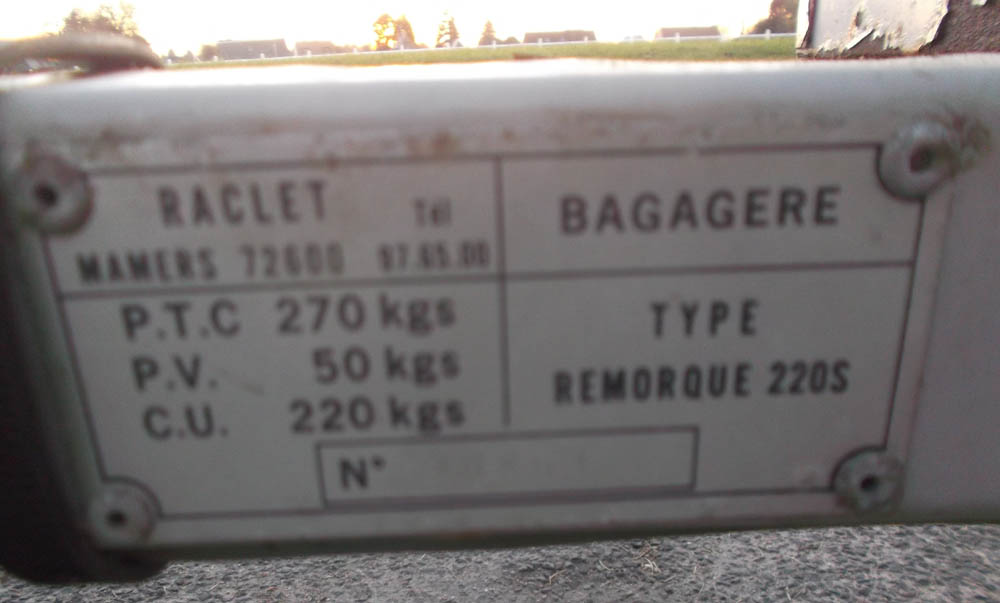 RACLET Tél
MAMERS 72600 97.65.00
BAGAGERE
P.T.C 270 kgs
P.V. 50 kgs
C.U. 220 kgs
TYPE
REMORQUE 220S
N°